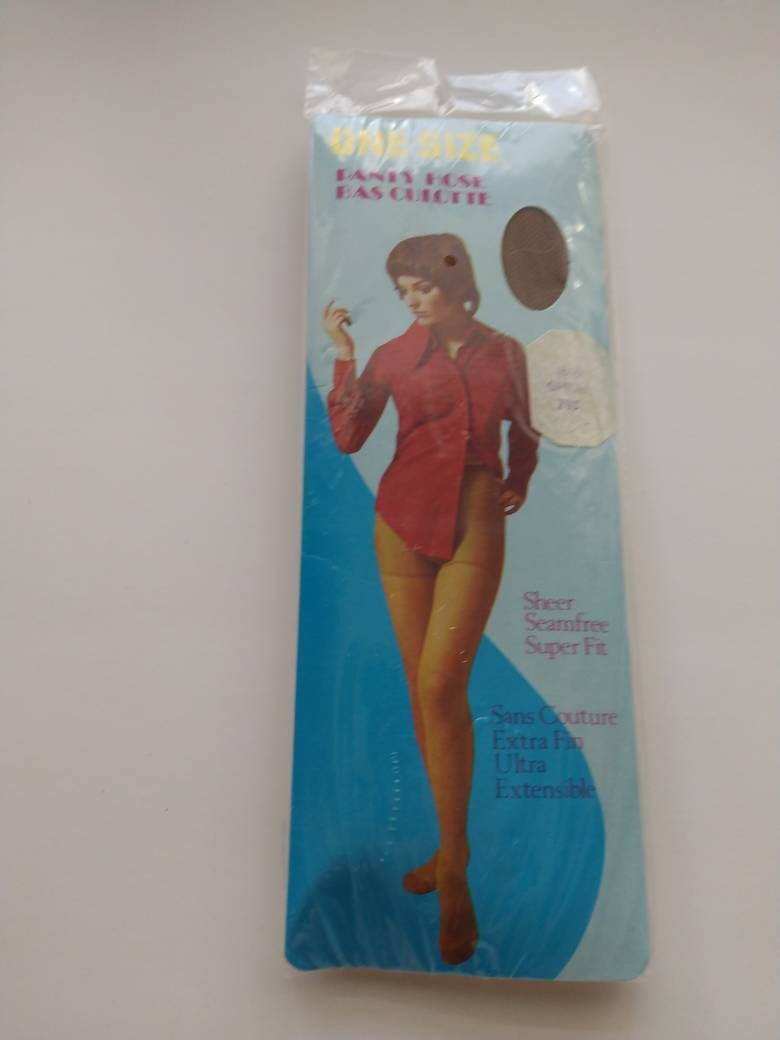 ONE SIZE
PANTY HOSE
BAS CULOTTE
Sheer
Seamfree
Super Fit
Sans Couture
Extra Fin
Ultra
Extensible